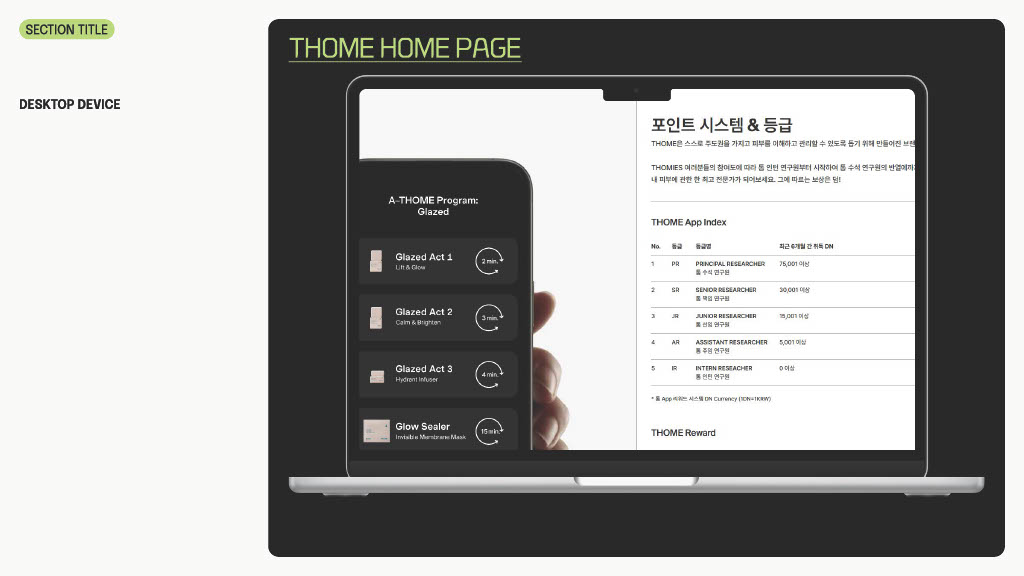 SECTION TITLE
DESKTOP DEVICE
THOME HOME PAGE
A-THOME Program:
Glazed
Glazed Act 1
Lift & Glow
2 min.
Glazed Act 2
Calm & Brighten
3 min.
Glazed Act 3
Hydrant Infuser
4 min.
Glow Sealer
Invisible Membrane Mask
15 min.
포인트 시스템 & 등급
THOME은 스스로 주도권을 가지고 피부를 이해하고 관리할 수 있도록 돕기 위해 만들어진
THOMIES 여러분들의 참여도에 따라 톰 인턴 연구원부터 시작하여 톰 수석 연구원의 반열에까지
내 피부에 관한 한 최고 전문가가 되어보세요. 그에 따르는 보상은 덤!
THOME App Index
No. 등급 등급명 최근 6개월 간 취득 DN
1 PR PRINCIPAL RESEARCHER 75,001 이상
톰 수석 연구원
2 SR SENIOR RESEARCHER 30,001 이상
톰 책임 연구원
3 JR JUNIOR RESEARCHER 15,001 이상
톰 선임 연구원
4 AR ASSISTANT RESEARCHER 5,001 이상
톰 주임 연구원
5 IR INTERN RESEACHER 0 이상
톰 인턴 연구원
* 톰 App 리워드 시스템 DN Currency (1DN=1KRW)
THOME Reward